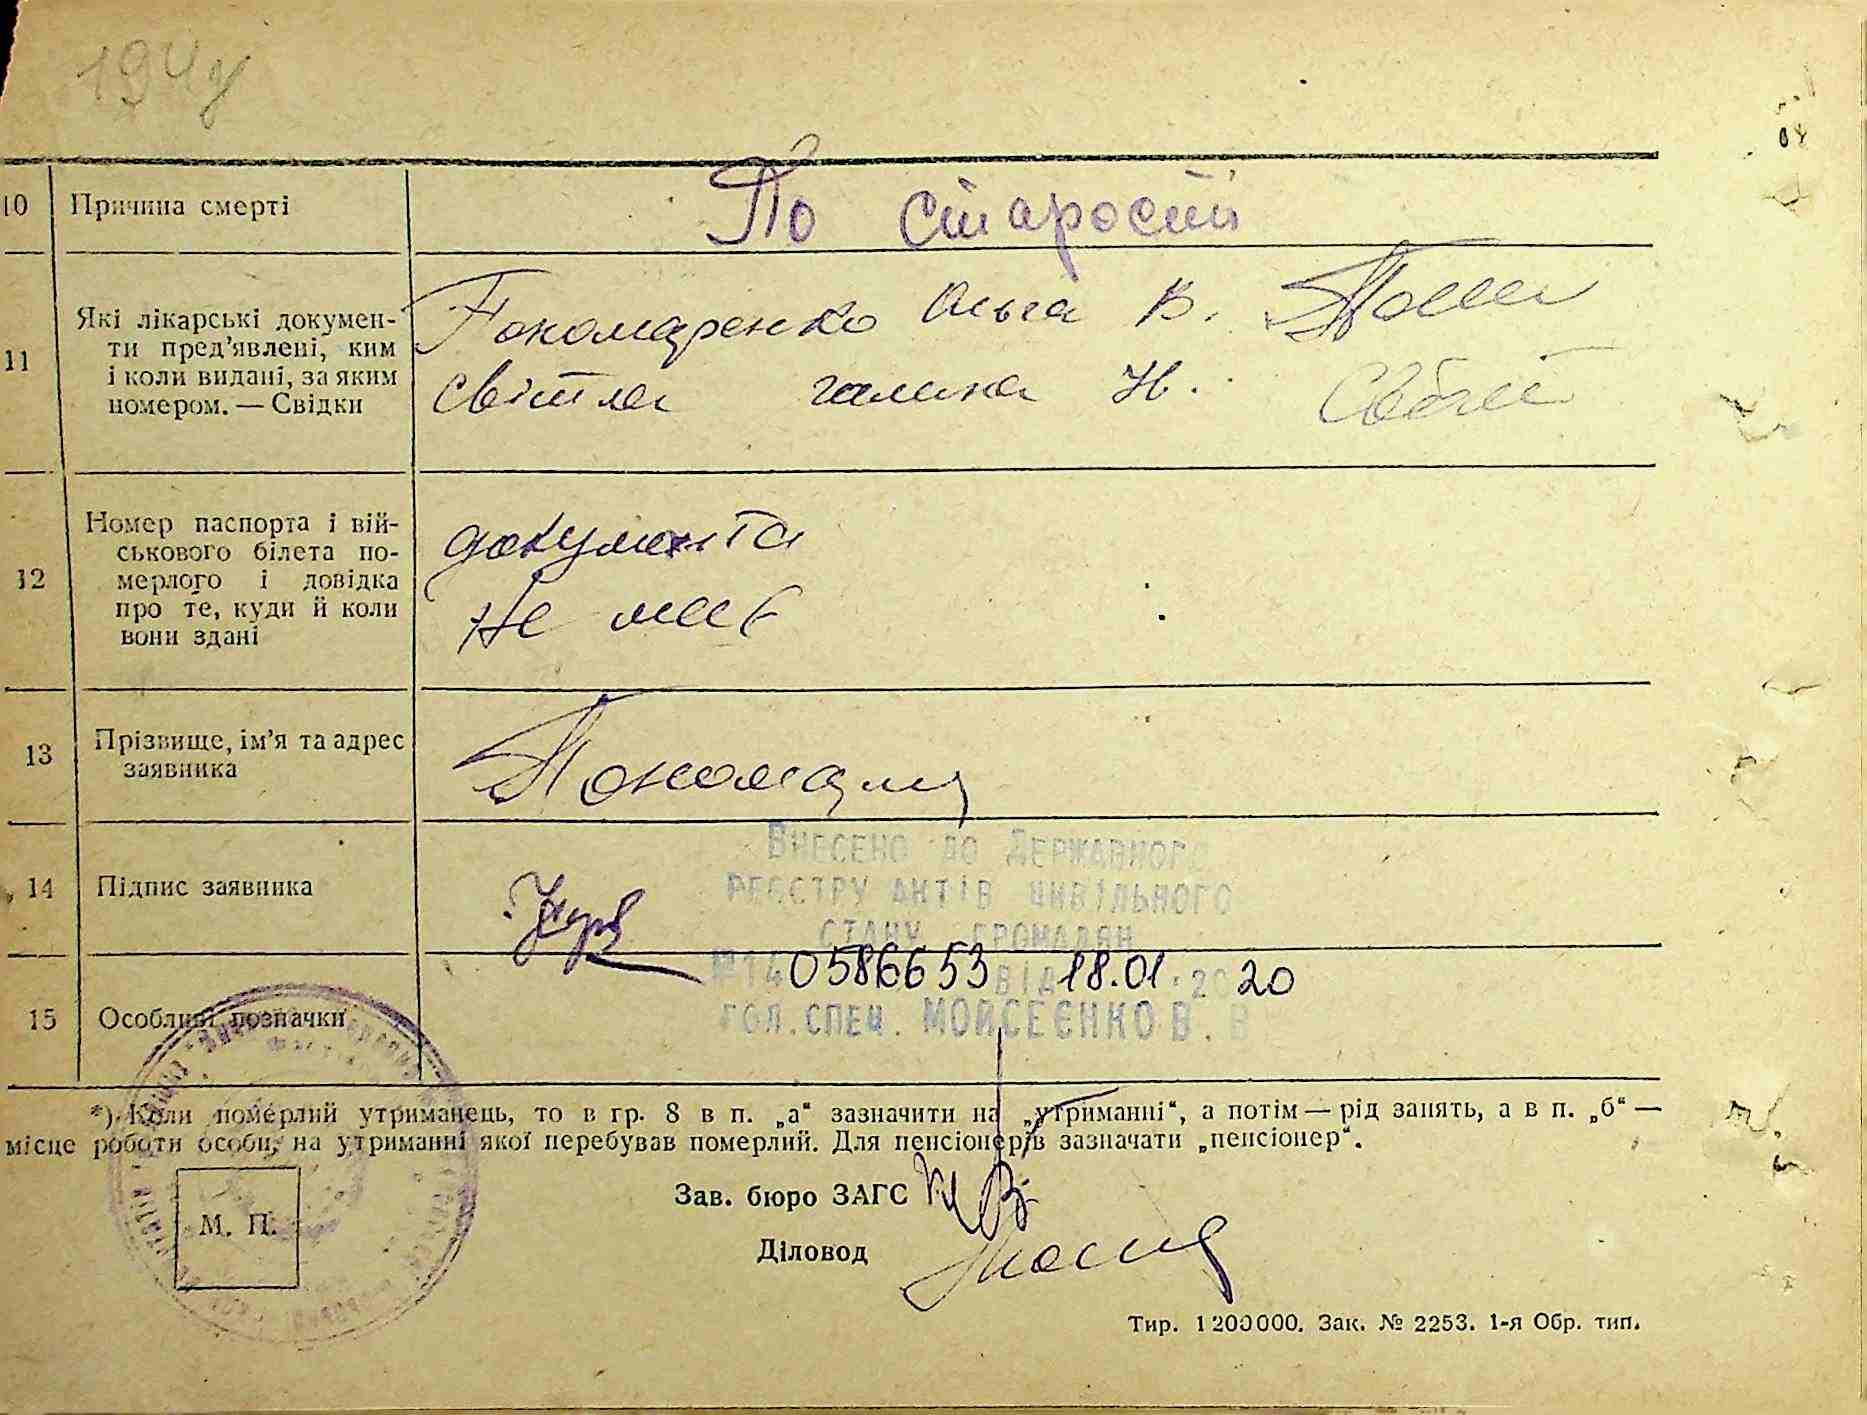 194
10 Причина смерті По старості
11 Які лікарські докумен-
ти пред'явлені, ким
і коли видані, за яким
номером. — Свідки
Пономаренко Ольга В.
Світла галина Н.
12 Номер паспорта і вій-
ськового білета по-
мерлого і довідка
про те, куди й коли
вони здані
документа
Не має
13 Прізвище, ім'я та адрес
заявника
14 Підпис заявника
Внесено до Державного
реєстру актів цивільного
стану громадян
№140586653 від 18.01.2020
гол. спец. Мойсеєнко В. В
15 Особливі позначки
*) Коли померлий утриманець, то в гр. 8 в п. „а“ зазначити на „утриманні“, а потім — рід занять, а в п. „б“ —
місце роботи особи, на утриманні якої перебував померлий. Для пенсіонерів зазначати „пенсіонер“.
М. П.
Зав. бюро ЗАГС
Діловод
Тир. 1200000. Зак. № 2253. 1-я Обр. тип.